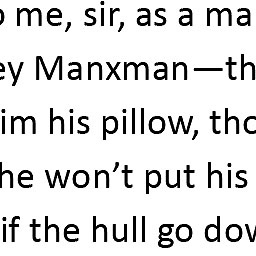 me, sir, as a ma
ey Manxman—th
im his pillow, tho
he won’t put his
if the hull go dov